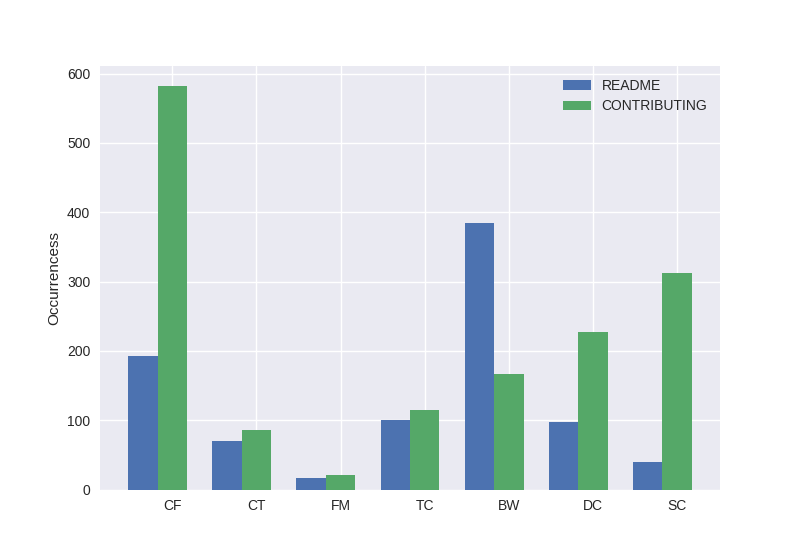 600
500
400
300
200
100
0
Occurrencess
README
CONTRIBUTING
CF CT FM TC BW DC SC